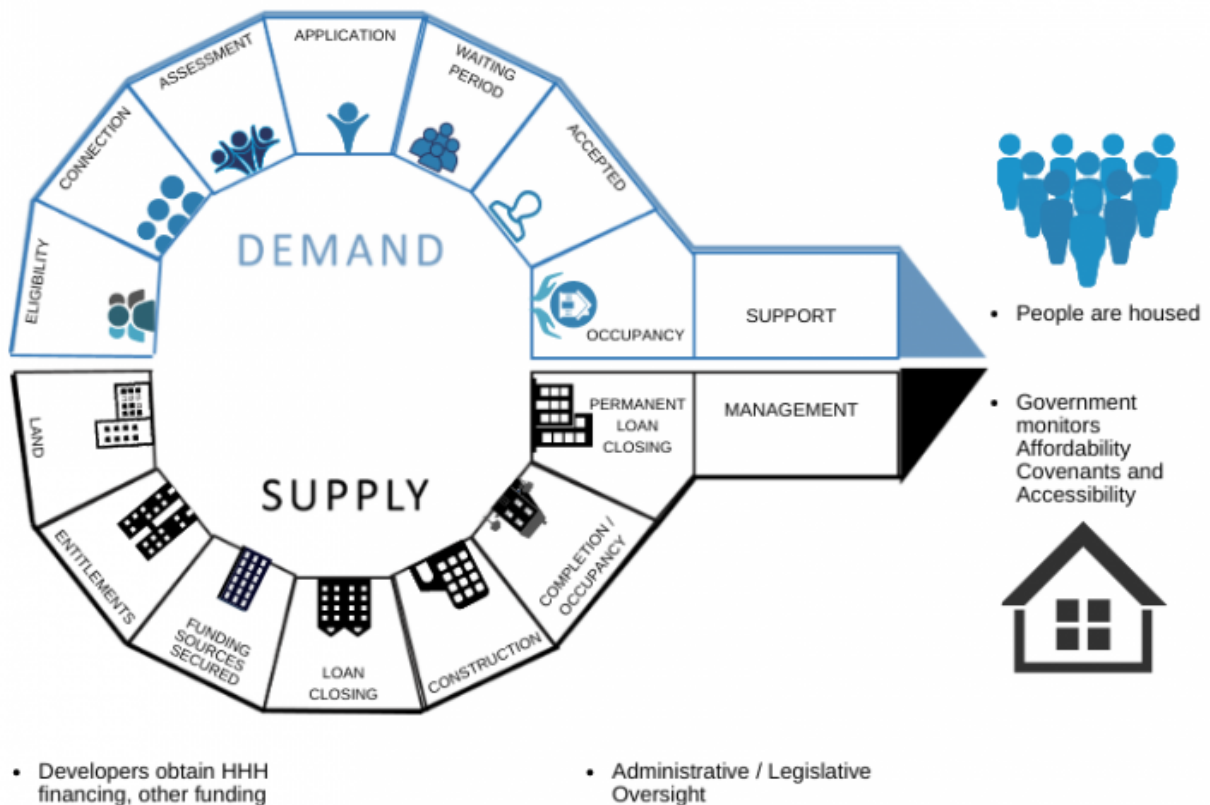 ELIGIBILITY
CONNECTION
ASSESSMENT
APPLICATION
WAITING
PERIOD
ACCEPTED
OCCUPANCY
SUPPORT
DEMAND
• People are housed
LAND
ENTITLEMENTS
FUNDING
SOURCES
SECURED
LOAN
CLOSING
CONSTRUCTION
COMPLETION /
OCCUPANCY
PERMANENT
LOAN
CLOSING
MANAGEMENT
SUPPLY
• Government
monitors
Affordability
Covenants and
Accessibility
• Developers obtain HHH
financing, other funding
• Administrative / Legislative
Oversight